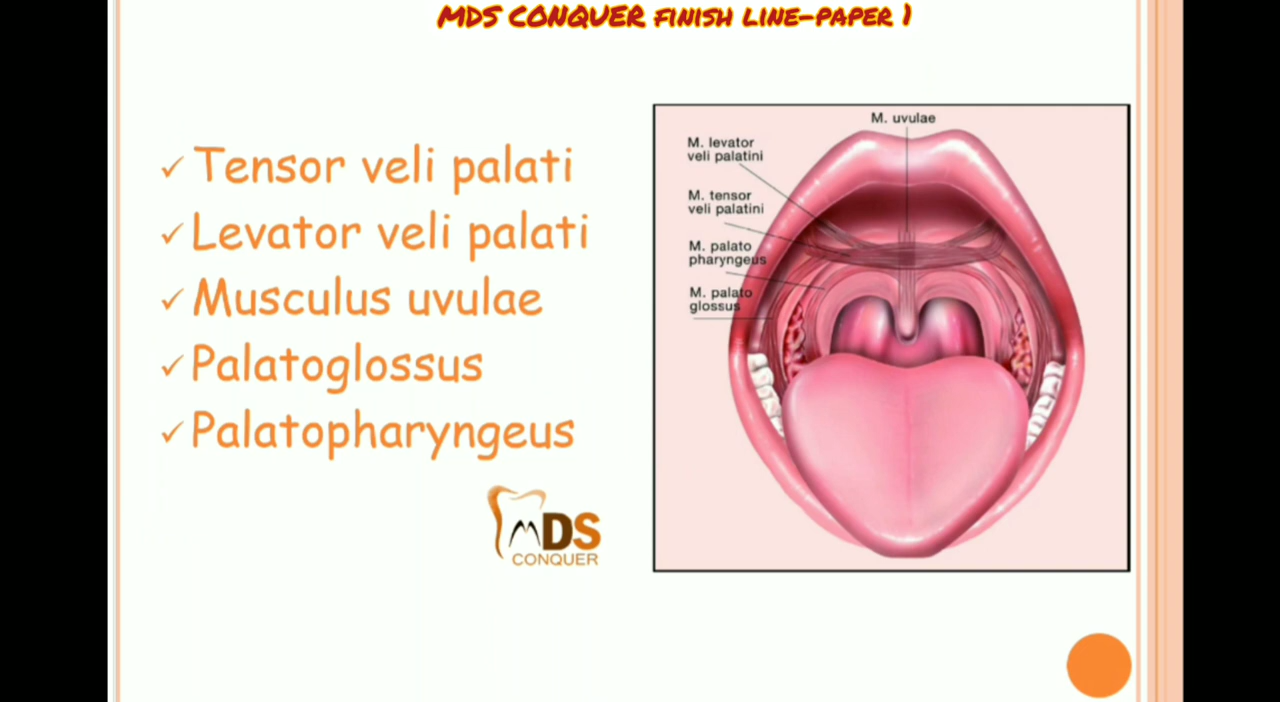 MDS CONQUER FINISH LINE-PAPER 1
Tensor veli palati
Levator veli palati
Musculus uvulae
Palatoglossus
Palatopharyngeus
MDS
CONQUER
M. uvulae
M. levator
veli palatini
M. tensor
veli palatini
M. palato
pharyngeus
M. palato
glossus